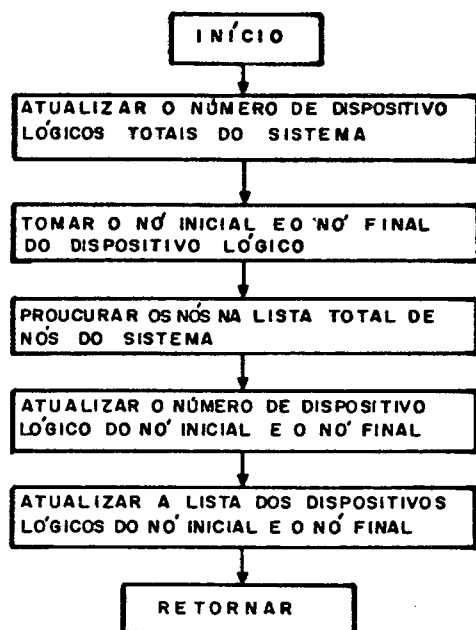 INÍCIO
ATUALIZAR O NÚMERO DE DISPOSITIVO
LÓGICOS TOTAIS DO SISTEMA
TOMAR O NÓ INICIAL E O NÓ FINAL
DO DISPOSITIVO LÓGICO
PROUCURAR OS NÓS NA LISTA TOTAL DE
NÓS DO SISTEMA
ATUALIZAR O NÚMERO DE DISPOSITIVO
LÓGICO DO NÓ INICIAL E O NÓ FINAL
ATUALIZAR A LISTA DOS DISPOSITIVOS
LÓGICOS DO NÓ INICIAL E O NÓ FINAL
RETORNAR